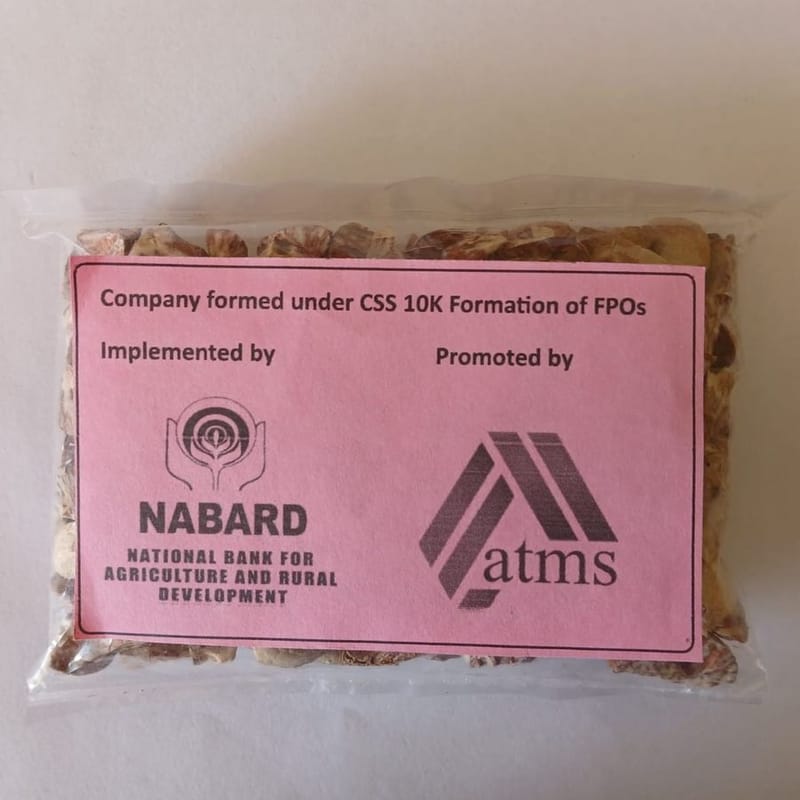 Company formed under CSS 10K Formation of FPOs
Implemented by
Promoted by
NABARD
NATIONAL BANK FOR
AGRICULTURE AND RURAL
DEVELOPMENT
atms